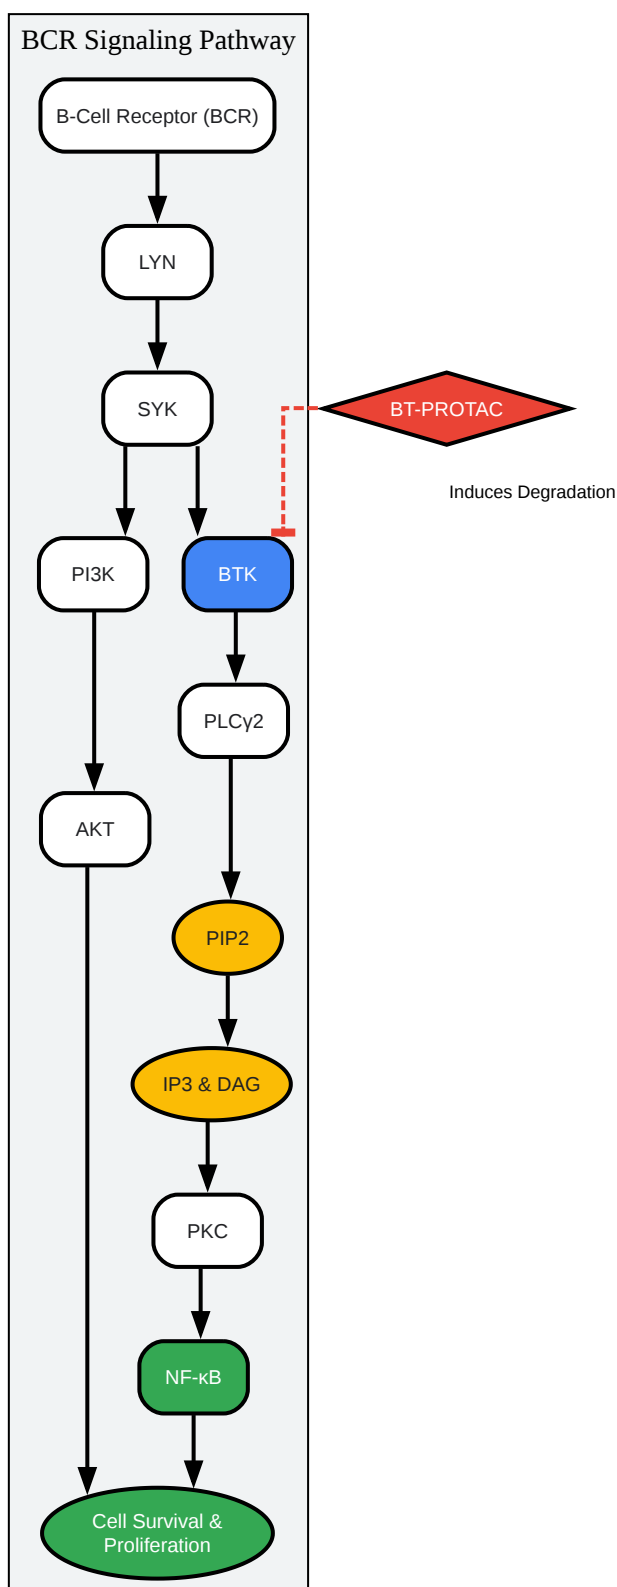 BCR Signaling Pathway
B-Cell Receptor (BCR)
LYN
SYK
BT-PROTAC
Induces Degradation
PI3K
BTK
PLCγ2
AKT
PIP2
IP3 & DAG
PKC
NF-κB
Cell Survival &
Proliferation